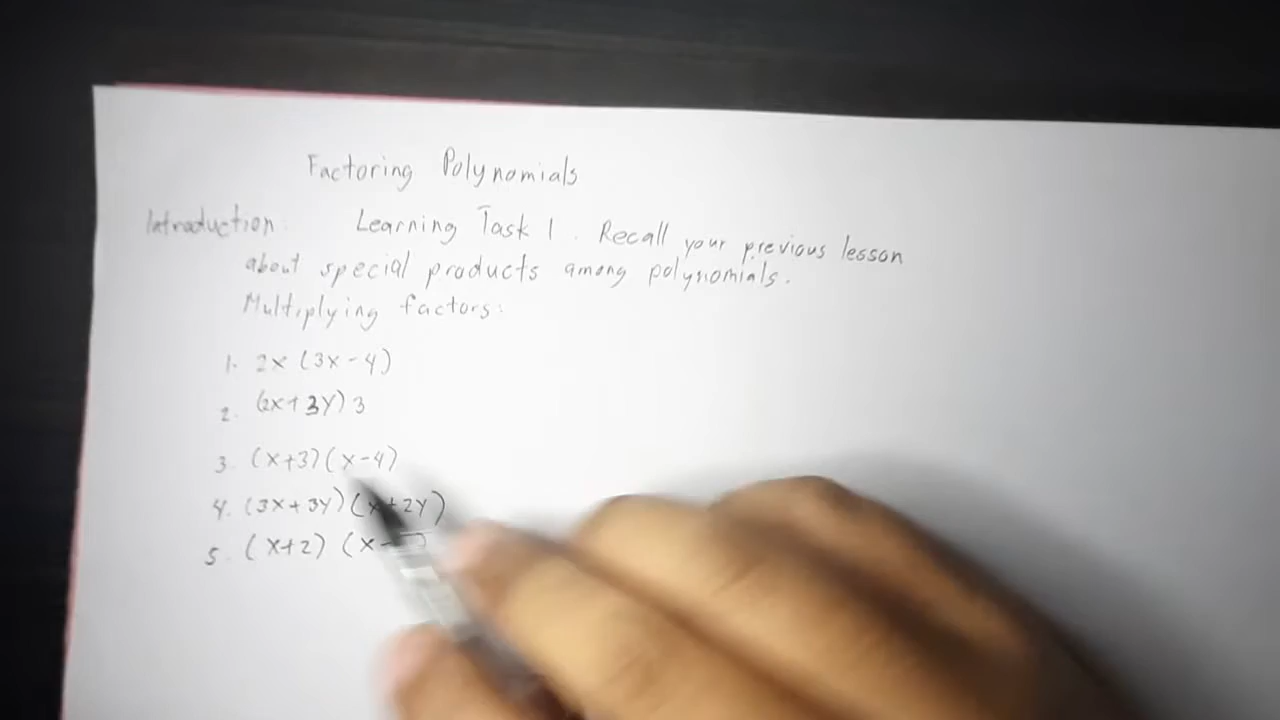 Factoring Polynomials
Introduction: Learning Task 1. Recall your previous lesson
about special products among polynomials.
Multiplying factors:
1. 2x (3x-4)
2. (2x+3y)3
3. (x+3)(x-4)
4. (3x+3y)(x+2y)
5. (x+2) (x-